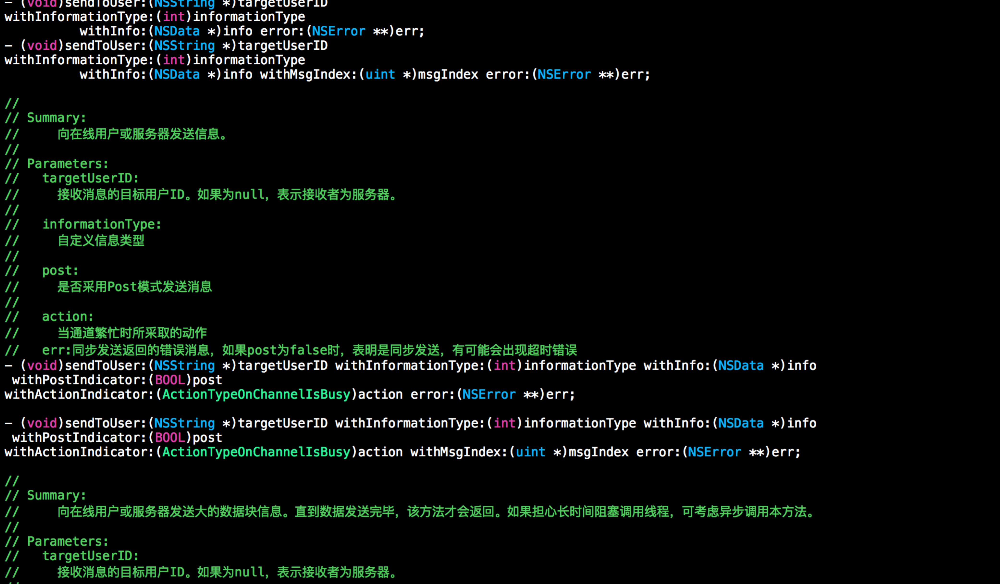 - (void)sendToUser:(NSString *)targetUserID
withInformationType:(int)informationType
          withInfo:(NSData *)info error:(NSError **)err;
- (void)sendToUser:(NSString *)targetUserID
withInformationType:(int)informationType
          withInfo:(NSData *)info withMsgIndex:(uint *)msgIndex error:(NSError **)err;
//
// Summary:
//     向在线用户或服务器发送信息。
//
// Parameters:
//   targetUserID:
//     接收消息的目标用户ID。如果为null，表示接收者为服务器。
//
//   informationType:
//     自定义信息类型
//
//   post:
//     是否采用Post模式发送消息
//
//   action:
//     当通道繁忙时所采取的动作
//   err:同步发送返回的错误消息，如果post为false时，表明是同步发送，有可能会出现超时错误
- (void)sendToUser:(NSString *)targetUserID withInformationType:(int)informationType withInfo:(NSData *)info
 withPostIndicator:(BOOL)post
withActionIndicator:(ActionTypeOnChannelIsBusy)action error:(NSError **)err;
- (void)sendToUser:(NSString *)targetUserID withInformationType:(int)informationType withInfo:(NSData *)info
 withPostIndicator:(BOOL)post
withActionIndicator:(ActionTypeOnChannelIsBusy)action withMsgIndex:(uint *)msgIndex error:(NSError **)err;
//
// Summary:
//     向在线用户或服务器发送大的数据块信息。直到数据发送完毕，该方法才会返回。如果担心长时间阻塞调用线程，可考虑异步调用本方法。
//
// Parameters:
//   targetUserID:
//     接收消息的目标用户ID。如果为null，表示接收者为服务器。
//